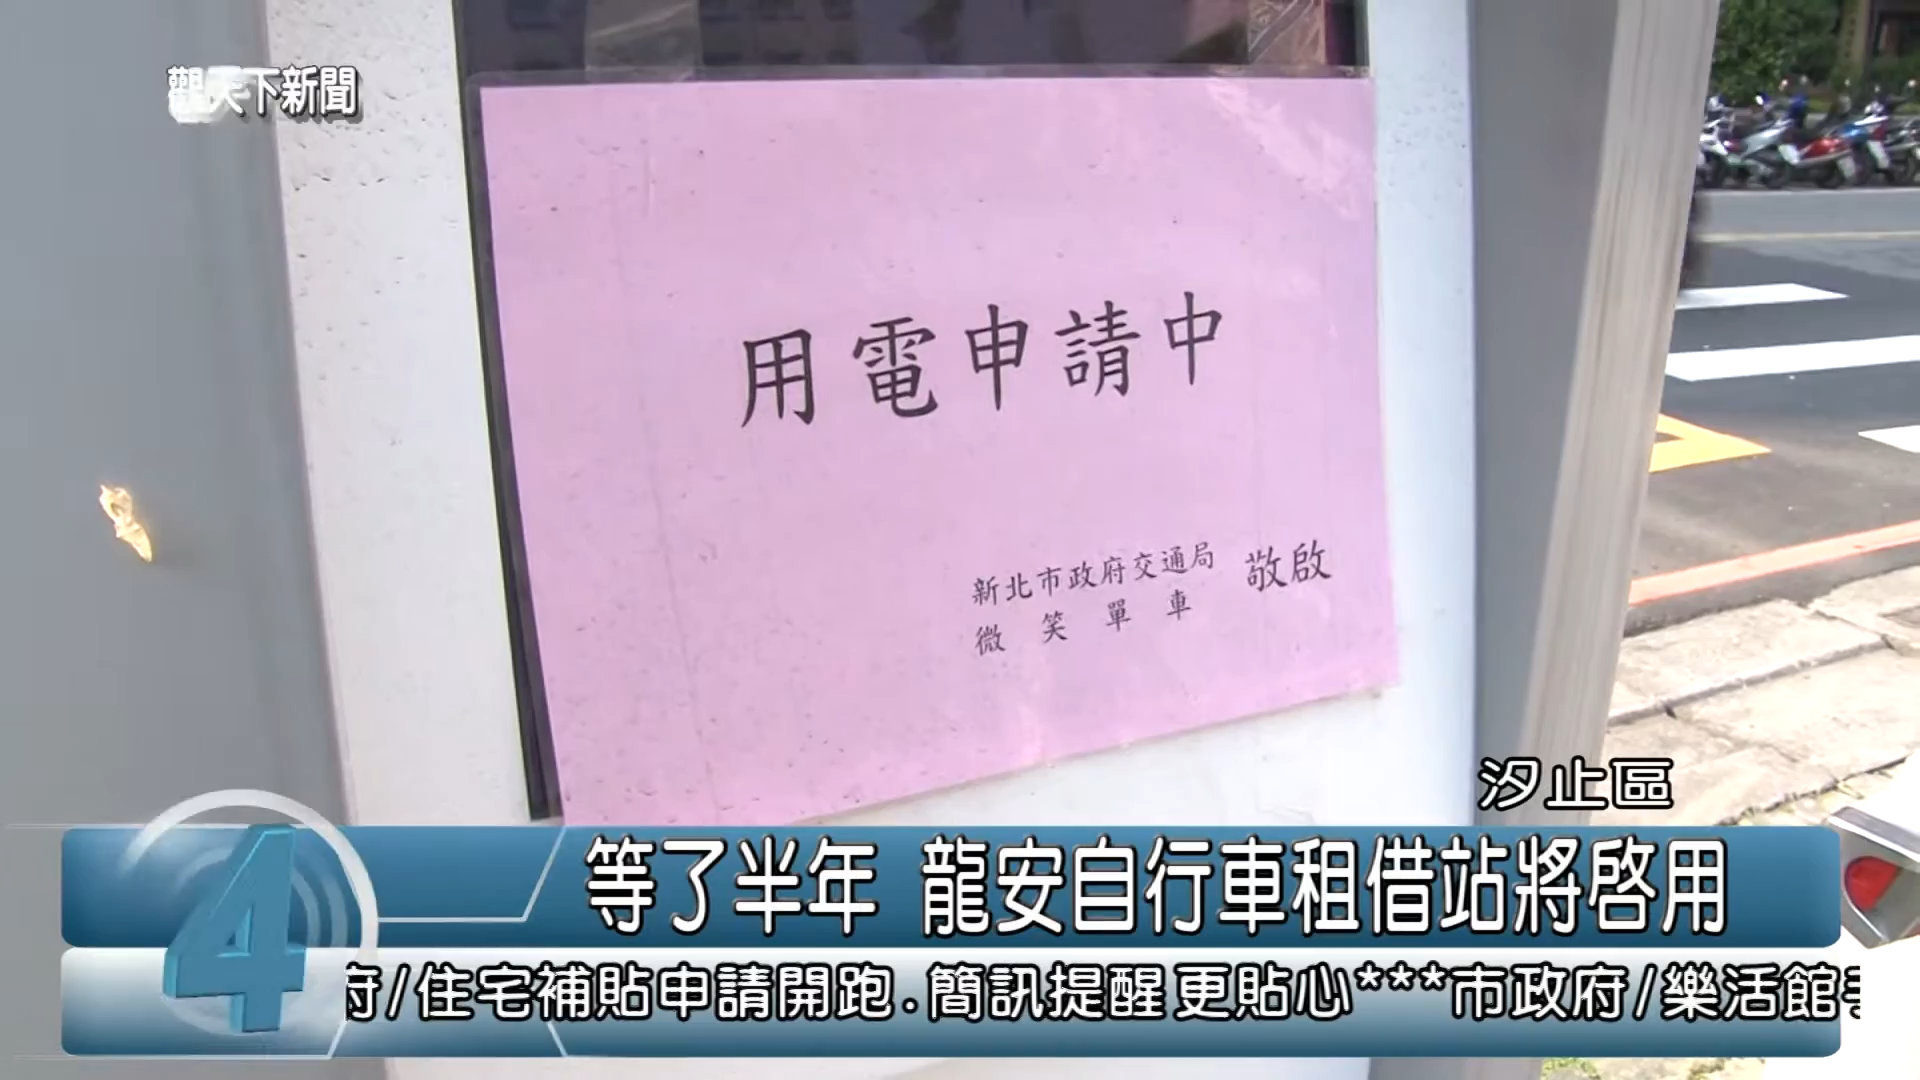 觀天下新聞
用電申請中
新北市政府交通局 敬啟
微笑單車
汐止區
等了半年 龍安自行車租借站將啓用
4
府/住宅補貼申請開跑.簡訊提醒更貼心***市政府/樂活館